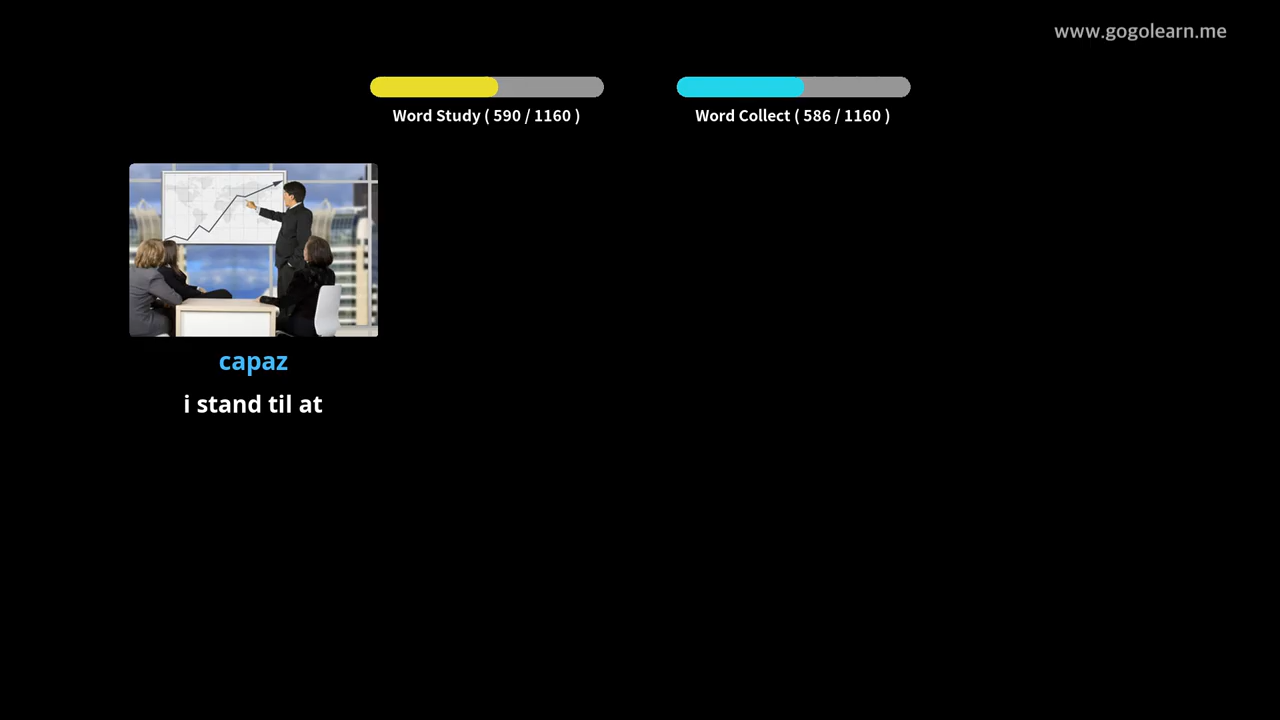 www.gogolearn.me
Word Study ( 590 / 1160 )
Word Collect ( 586 / 1160 )
capaz
i stand til at